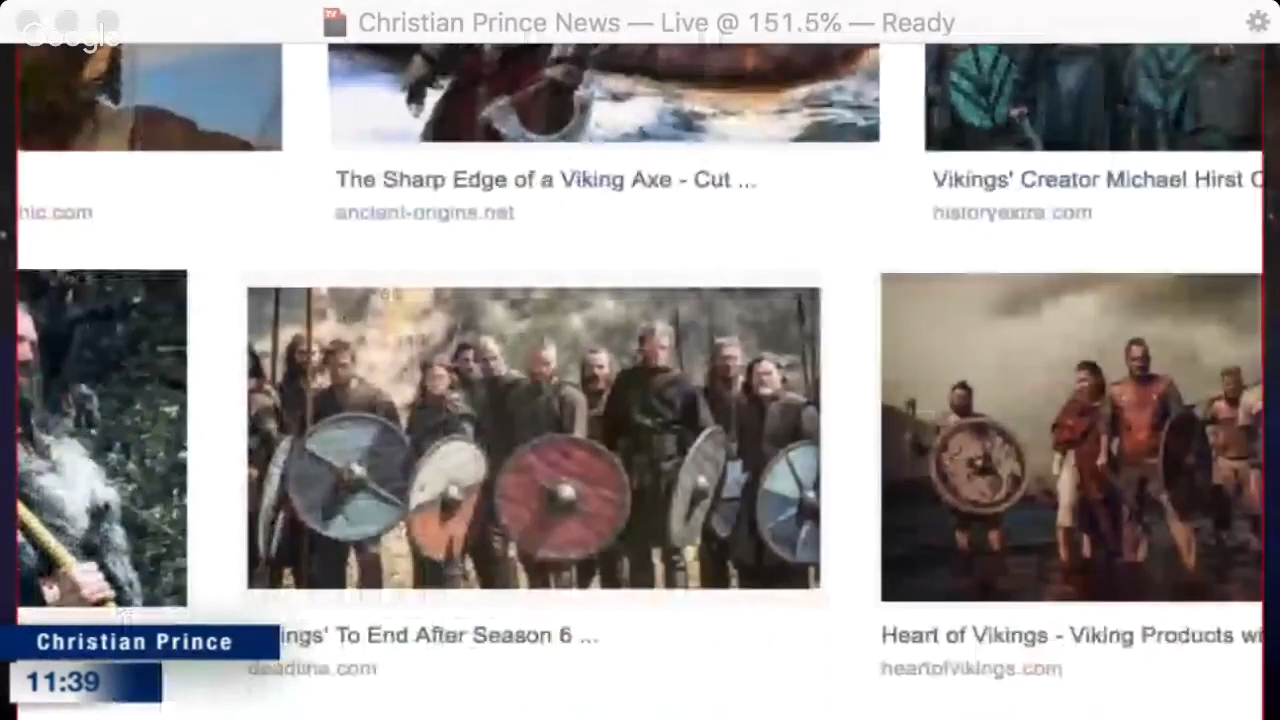 Google
Christian Prince News — Live @ 151.5% — Ready
The Sharp Edge of a Viking Axe - Cut ...
Vikings' Creator Michael Hirst
hic.com
ancient-origins.net
historyextra.com
ings' To End After Season 6 ...
Heart of Vikings - Viking Products
deadline.com
heartofvikings.com
Christian Prince
11:39